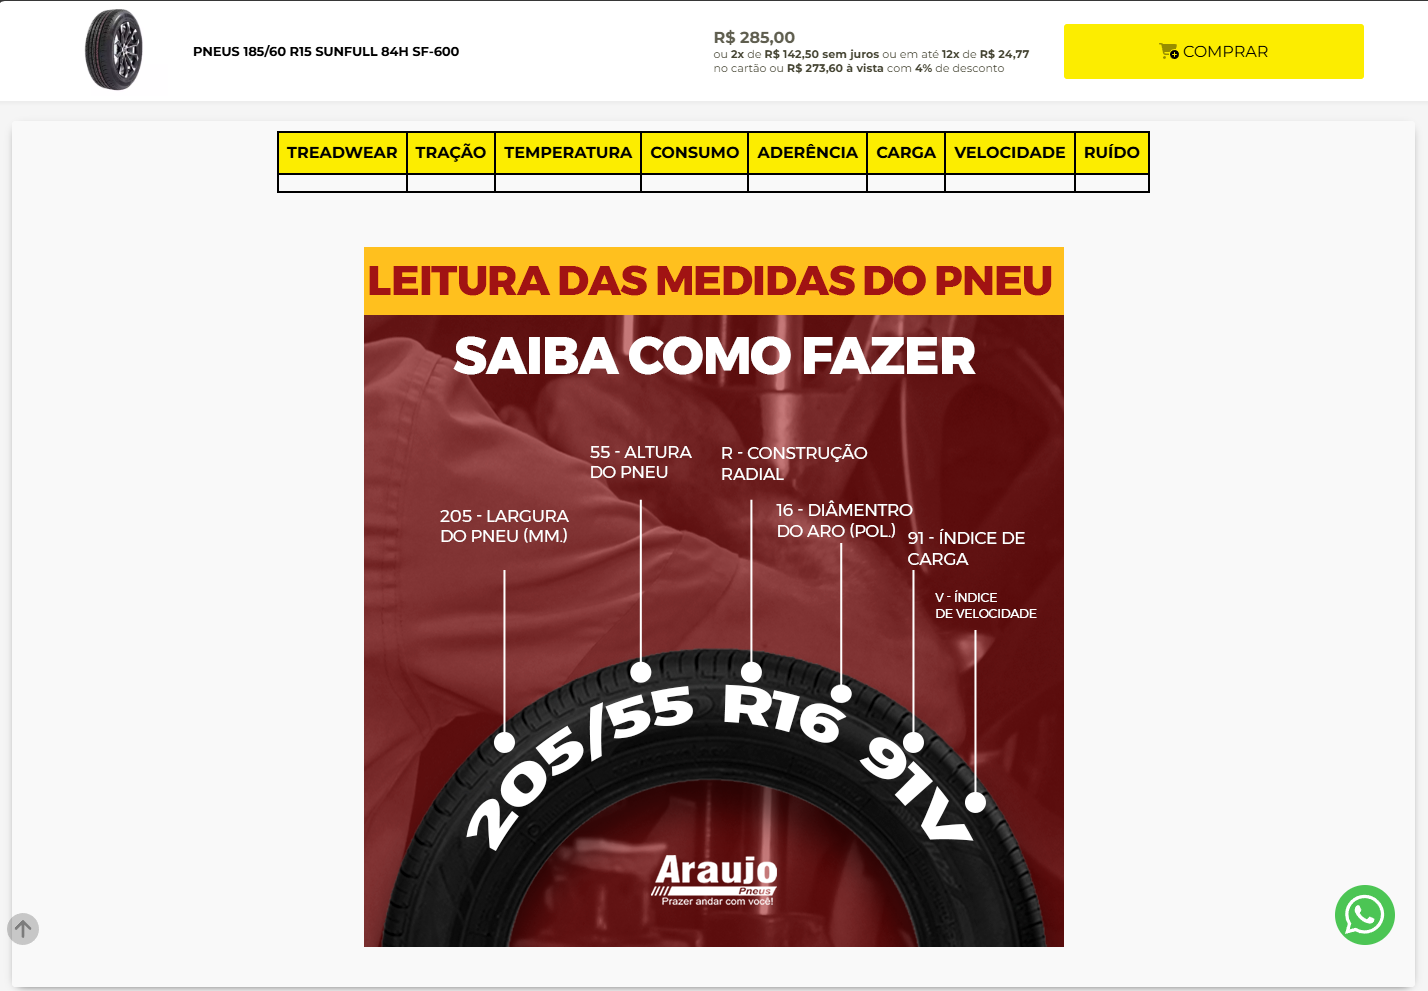 PNEUS 185/60 R15 SUNFULL 84H SF-600
R$ 285,00
ou 2x de R$ 142,50 sem juros ou em até 12x de R$ 24,77
no cartão ou R$ 273,60 à vista com 4% de desconto
COMPRAR
TREADWEAR TRAÇÃO TEMPERATURA CONSUMO ADERÊNCIA CARGA VELOCIDADE RUÍDO
LEITURA DAS MEDIDAS DO PNEU
SAIBA COMO FAZER
205 - LARGURA
DO PNEU (MM.)
55 - ALTURA
DO PNEU
R - CONSTRUÇÃO
RADIAL
16 - DIÂMENTRO
DO ARO (POL.)
91 - ÍNDICE DE
CARGA
V - ÍNDICE
DE VELOCIDADE
205/55 R16 91V
Araujo
Pneus
Prazer andar com você!